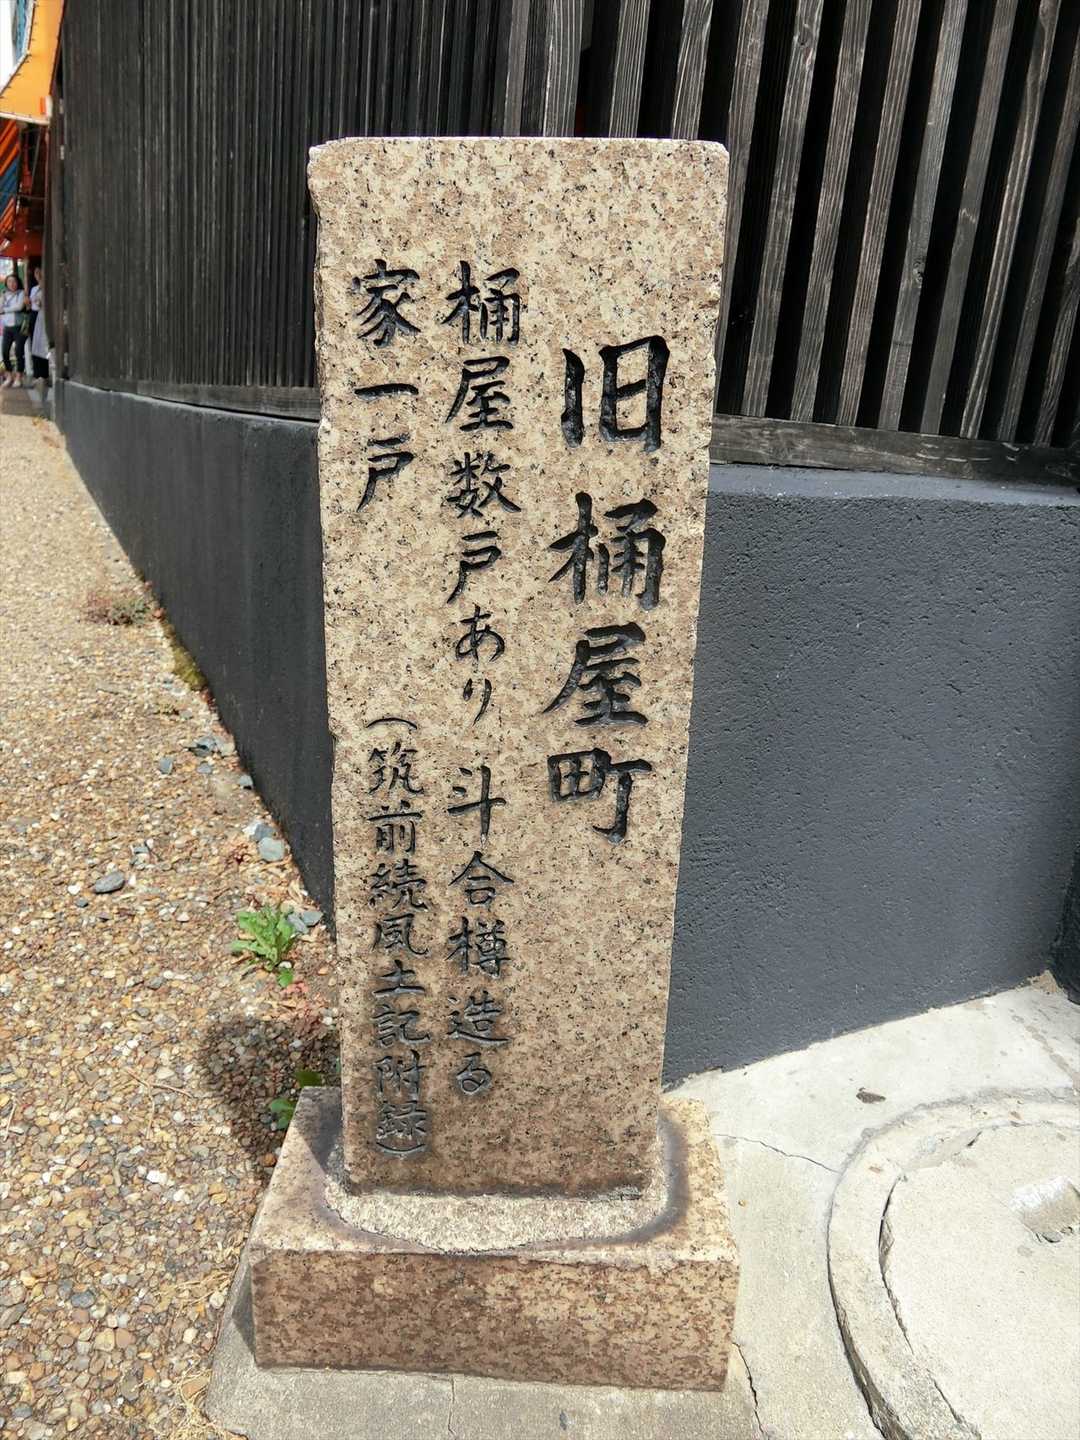 旧桶屋町
桶屋数戸あり 斗合樽造る
家一戸
(筑前続風土記附録)